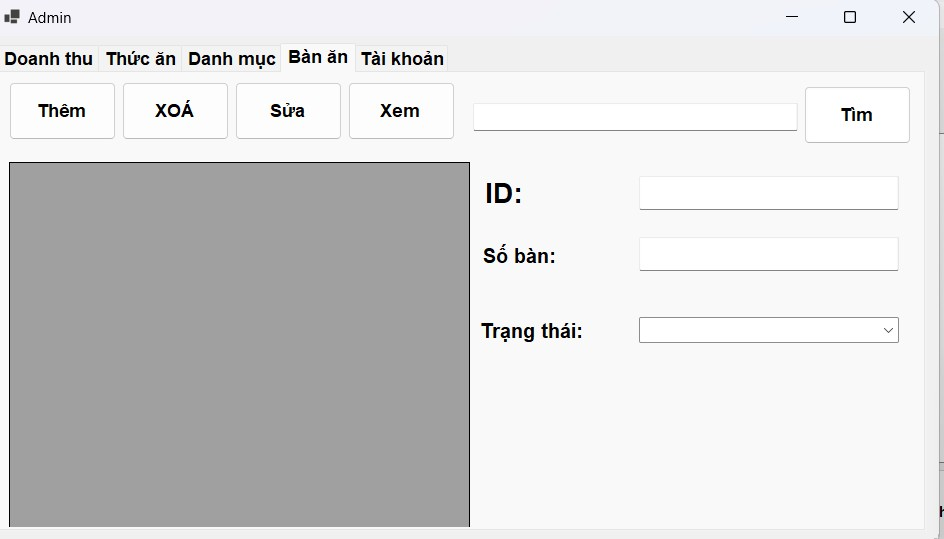 Admin
Doanh thu Thức ăn Danh mục Bàn ăn Tài khoản
Thêm XOÁ Sửa Xem Tìm
ID:
Số bàn:
Trạng thái: